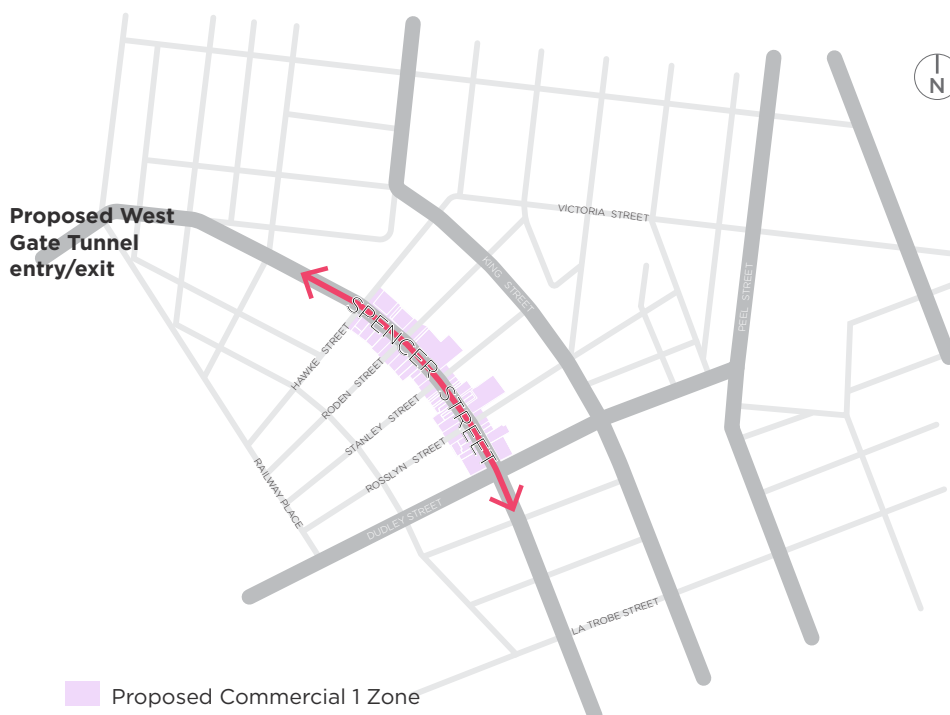 N
VICTORIA STREET
Proposed West
Gate Tunnel
entry/exit
KING STREET
PEEL STREET
SPENCER STREET
HAWKE STREET
RODEN STREET
STANLEY STREET
ROSSLYN STREET
RAILWAY PLACE
DUDLEY STREET
LA TROBE STREET
Proposed Commercial 1 Zone